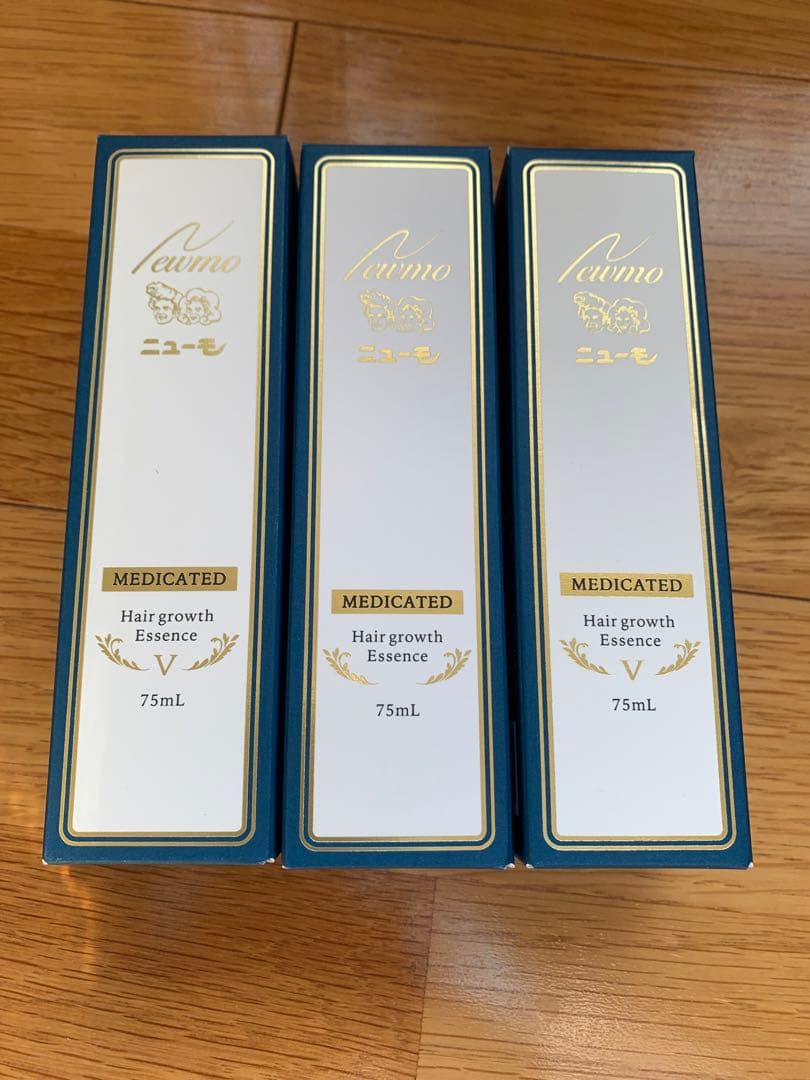 Newmo
ニューモ
MEDICATED
Hair growth
Essence
V
75mL
Newmo
ニューモ
MEDICATED
Hair growth
Essence
75mL
Newmo
ニューモ
MEDICATED
Hair growth
Essence
V
75mL